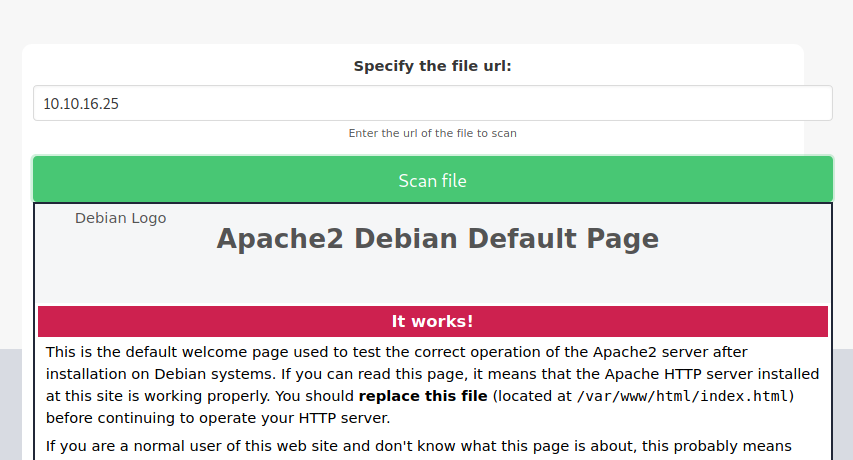 Specify the file url:
10.10.16.25
Enter the url of the file to scan
Scan file
Debian Logo
Apache2 Debian Default Page
It works!
This is the default welcome page used to test the correct operation of the Apache2 server after
installation on Debian systems. If you can read this page, it means that the Apache HTTP server installed
at this site is working properly. You should replace this file (located at /var/www/html/index.html)
before continuing to operate your HTTP server.
If you are a normal user of this web site and don't know what this page is about, this probably means